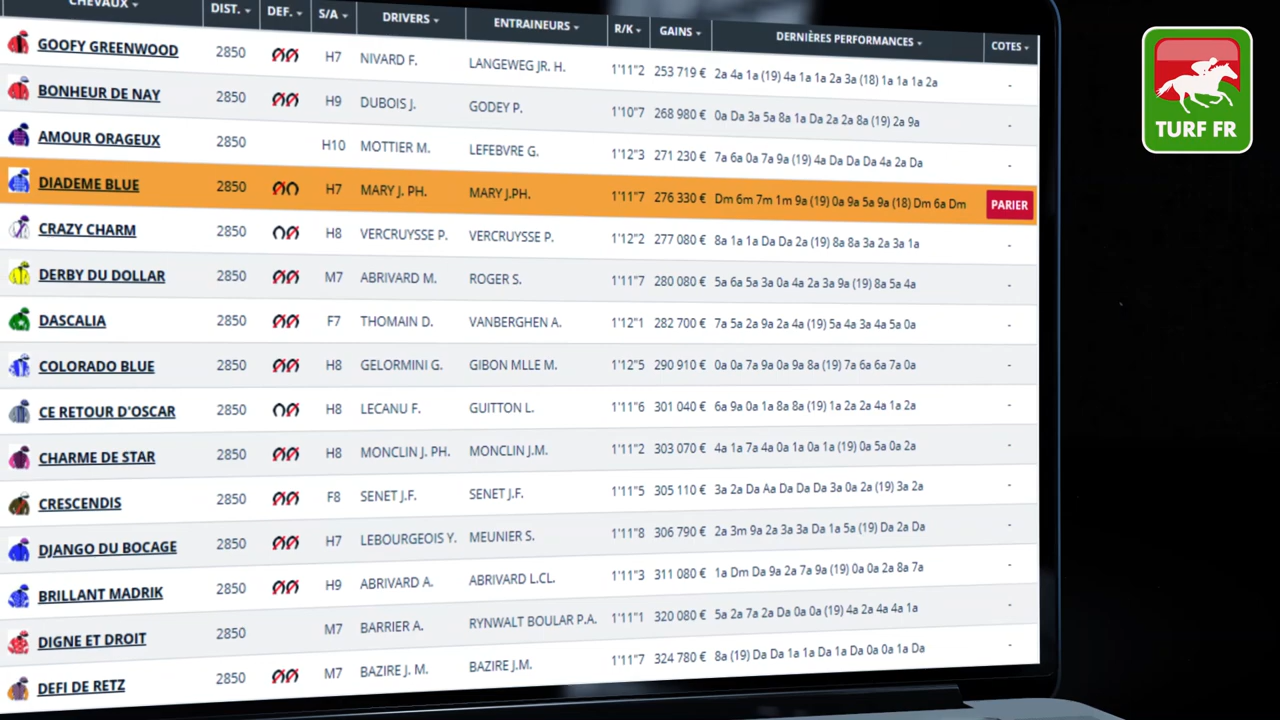 CHEVAUX DIST. DEF. S/A DRIVERS ENTRAINEURS R/K GAINS DERNIÈRES PERFORMANCES COTES
GOOFY GREENWOOD 2850 H7 NIVARD F. LANGEWEG JR. H. 1'11"2 253 719 € 2a 4a 1a (19) 4a 1a 1a 2a 3a (18) 1a 1a 1a 2a -
BONHEUR DE NAY 2850 H9 DUBOIS J. GODEY P. 1'10"7 268 980 € 0a Da 3a 5a 8a 1a Da 2a 2a 8a (19) 2a 9a -
AMOUR ORAGEUX 2850 H10 MOTTIER M. LEFEBVRE G. 1'12"3 271 230 € 7a 6a 0a 7a 9a (19) 4a Da Da Da 4a 2a Da -
DIADEME BLUE 2850 H7 MARY J. PH. MARY J.PH. 1'11"7 276 330 € Dm 6m 7m 1m 9a (19) 0a 9a 5a 9a (18) Dm 6a Dm PARIER
CRAZY CHARM 2850 H8 VERCRUYSSE P. VERCRUYSSE P. 1'12"2 277 080 € 8a 1a 1a Da Da 2a (19) 8a 8a 3a 2a 3a 1a -
DERBY DU DOLLAR 2850 M7 ABRIVARD M. ROGER S. 1'11"7 280 080 € 5a 6a 5a 3a 0a 4a 2a 3a 9a (19) 8a 5a 4a -
DASCALIA 2850 F7 THOMAIN D. VANBERGHEN A. 1'12"1 282 700 € 7a 5a 2a 9a 2a 4a (19) 5a 4a 3a 4a 5a 0a -
COLORADO BLUE 2850 H8 GELORMINI G. GIBON MLLE M. 1'12"5 290 910 € 0a 0a 7a 9a 0a 9a 8a (19) 7a 6a 6a 7a 0a -
CE RETOUR D'OSCAR 2850 H8 LECANU F. GUITTON L. 1'11"6 301 040 € 6a 9a 0a 1a 8a 8a (19) 1a 2a 2a 4a 1a 2a -
CHARME DE STAR 2850 H8 MONCLIN J. PH. MONCLIN J.M. 1'11"2 303 070 € 4a 1a 7a 4a 0a 1a 0a 1a (19) 0a 5a 0a 2a -
CRESCENDIS 2850 F8 SENET J.F. SENET J.F. 1'11"5 305 110 € 3a 2a Da Aa Da Da Da 3a 0a 2a (19) 3a 2a -
DJANGO DU BOCAGE 2850 H7 LEBOURGEOIS Y. MEUNIER S. 1'11"8 306 790 € 2a 3m 9a 2a 3a 3a Da 1a 5a (19) Da 2a Da -
BRILLANT MADRIK 2850 H9 ABRIVARD A. ABRIVARD L.CL. 1'11"3 311 080 € 1a Dm Da 9a 2a 7a 9a (19) 0a 0a 2a 8a 7a -
DIGNE ET DROIT 2850 M7 BARRIER A. RYNWALT BOULAR P.A. 1'11"1 320 080 € 5a 2a 7a 2a Da 0a 0a (19) 4a 2a 4a 4a 1a -
DEFI DE RETZ 2850 M7 BAZIRE J. M. BAZIRE J.M. 1'11"7 324 780 € 8a (19) Da Da 1a 1a Da 1a Da 0a 0a 1a Da -
TURF FR